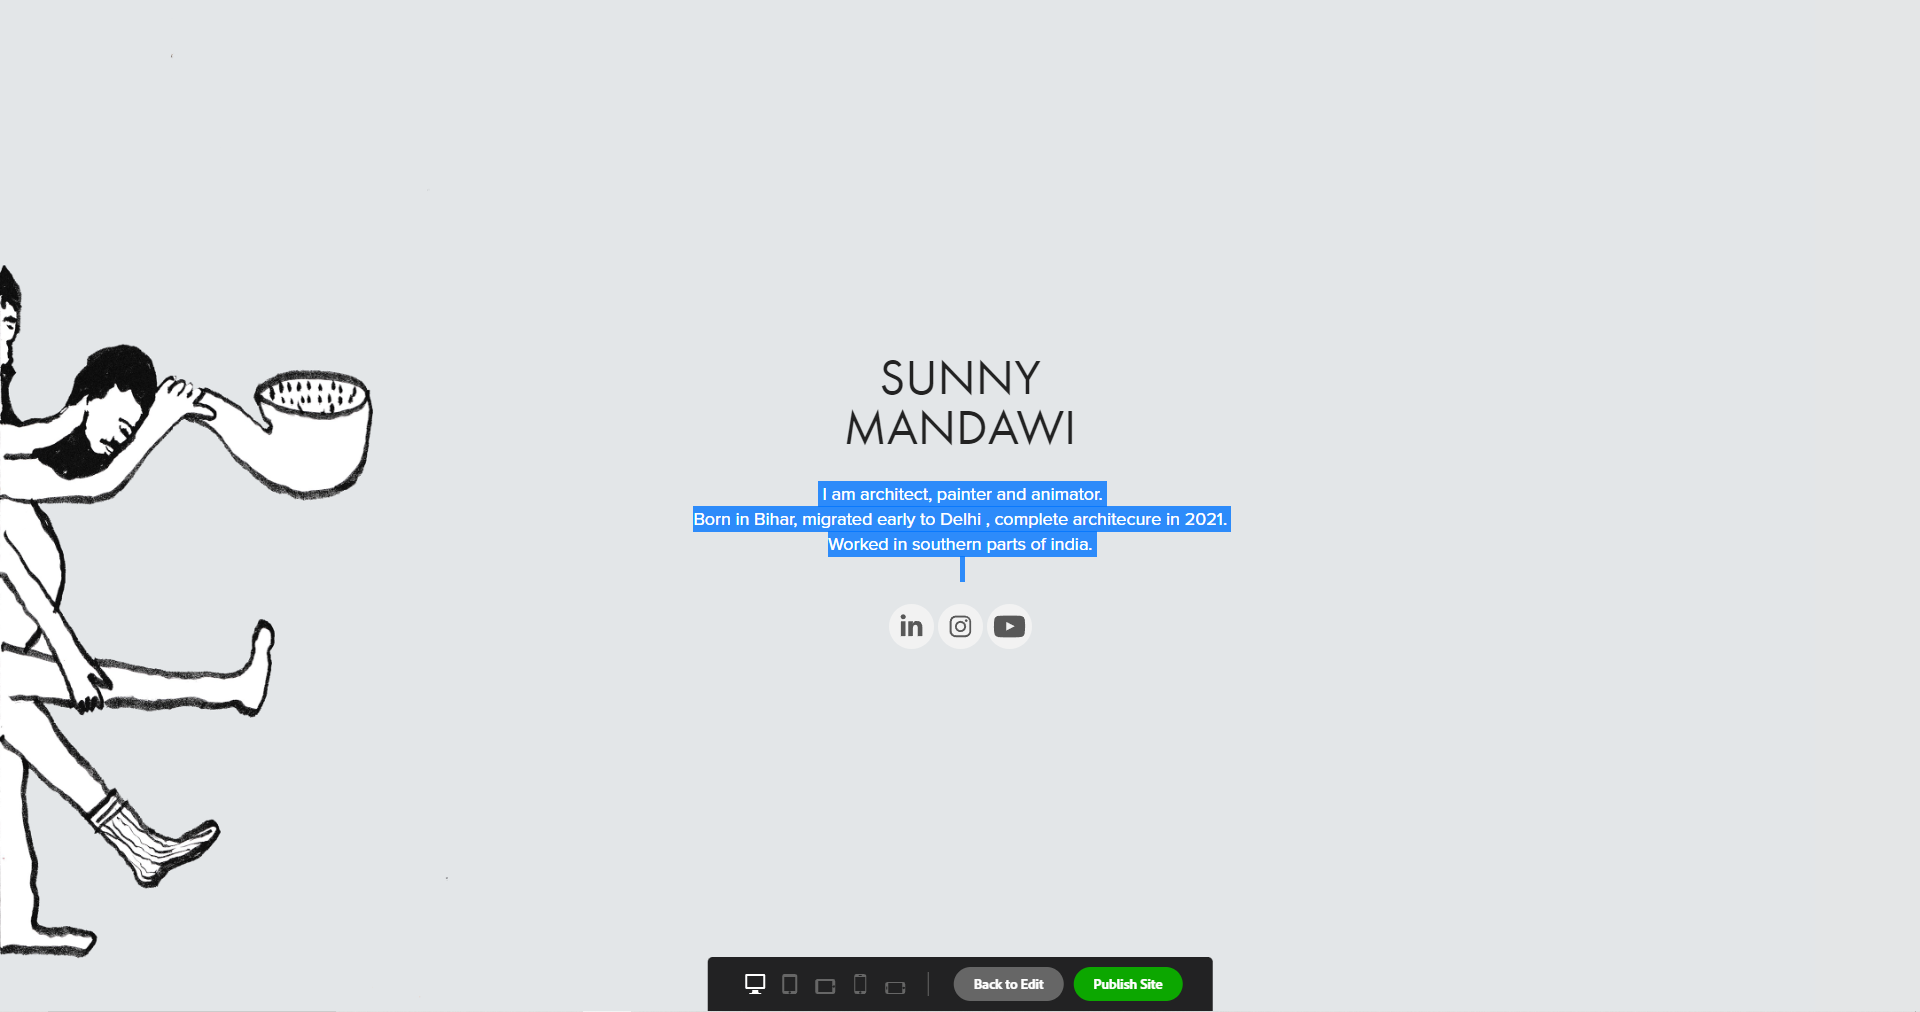 SUNNY
MANDAWI
I am architect, painter and animator.
Born in Bihar, migrated early to Delhi , complete architecure in 2021.
Worked in southern parts of india.
in
Back to Edit
Publish Site